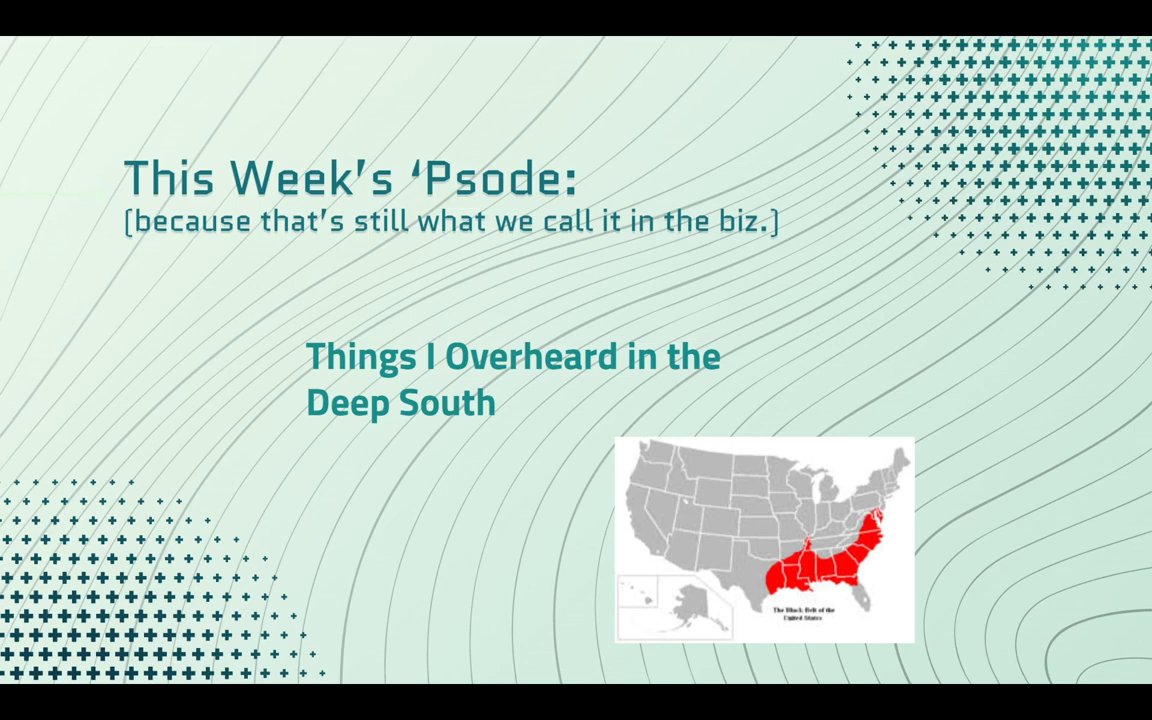 This Week's 'Psode:
(because that's still what we call it in the biz.)
Things I Overheard in the
Deep South
The Black Belt of the
United States